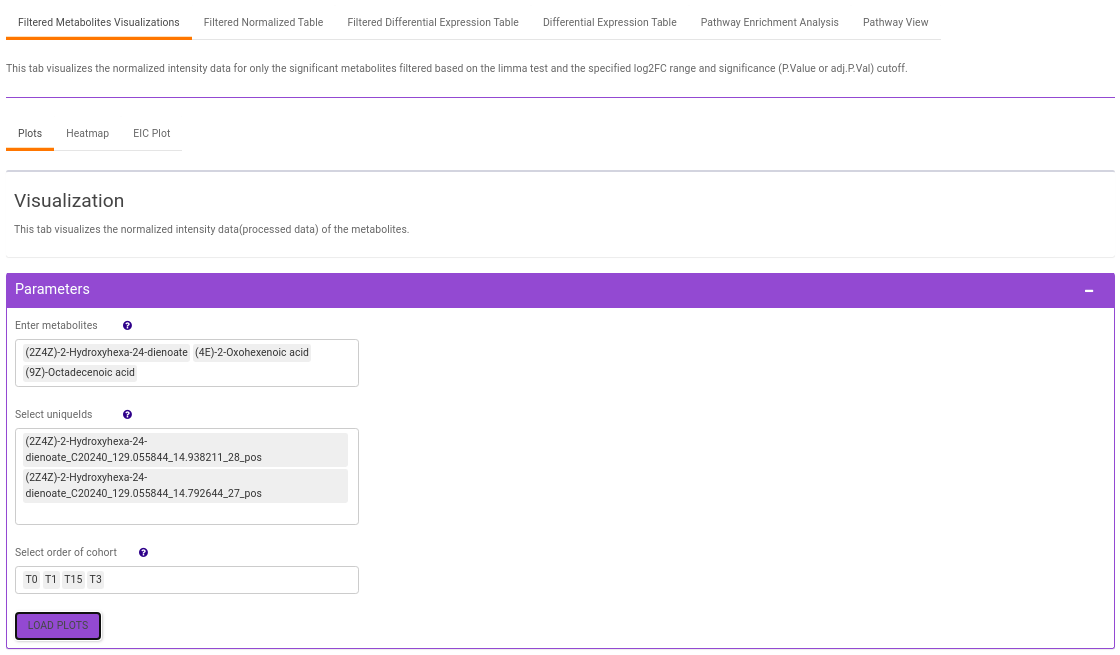 Filtered Metabolites Visualizations Filtered Normalized Table Filtered Differential Expression Table Differential Expression Table Pathway Enrichment Analysis Pathway View
This tab visualizes the normalized intensity data for only the significant metabolites filtered based on the limma test and the specified log2FC range and significance (P.Value or adj.P.Val) cutoff.
Plots Heatmap EIC Plot
Visualization
This tab visualizes the normalized intensity data(processed data) of the metabolites.
Parameters
Enter metabolites ?
(2Z4Z)-2-Hydroxyhexa-24-dienoate (4E)-2-Oxohexenoic acid
(9Z)-Octadecenoic acid
Select uniqueIds ?
(2Z4Z)-2-Hydroxyhexa-24-
dienoate_C20240_129.055844_14.938211_28_pos
(2Z4Z)-2-Hydroxyhexa-24-
dienoate_C20240_129.055844_14.792644_27_pos
Select order of cohort ?
T0 T1 T15 T3
LOAD PLOTS